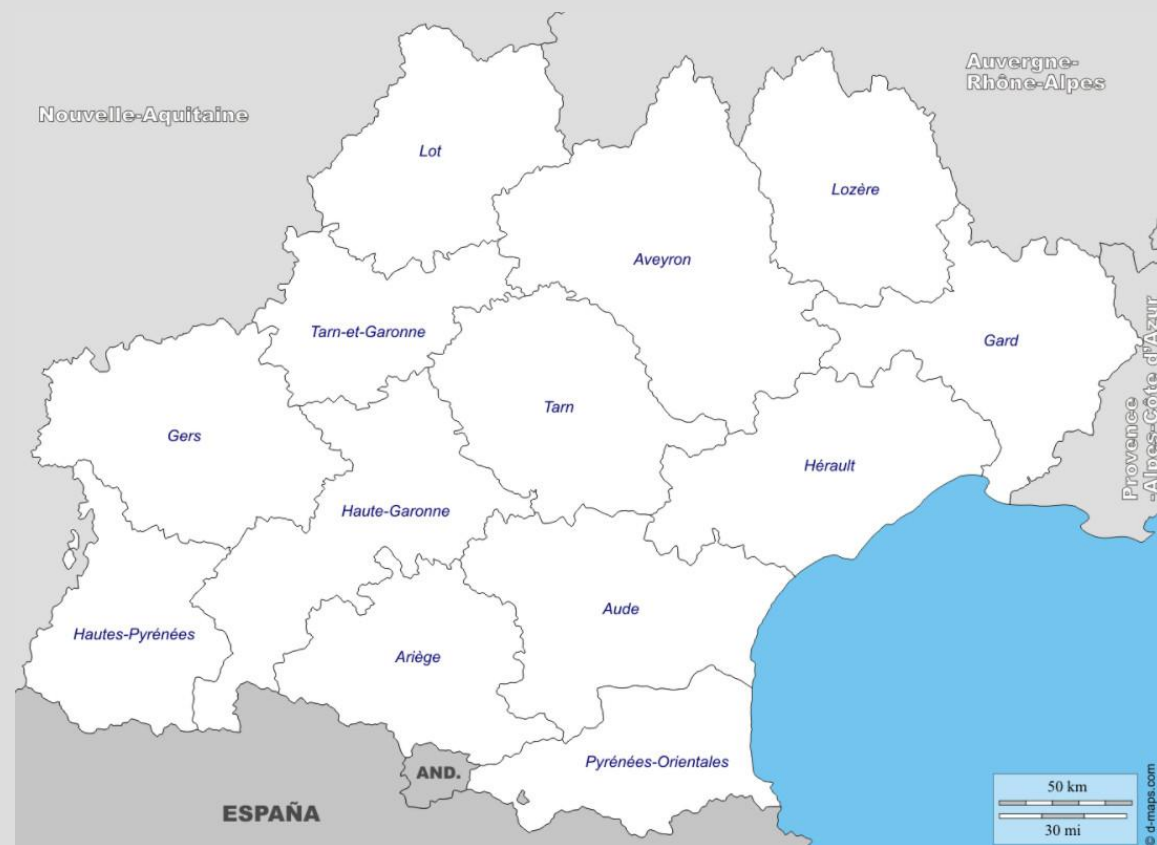 Nouvelle-Aquitaine
Auvergne-
Rhône-Alpes
Lot
Lozère
Aveyron
Tarn-et-Garonne
Gard
Provence
-Alpes-Côte d'Azur
Tarn
Gers
Hérault
Haute-Garonne
Aude
Hautes-Pyrénées
Ariège
Pyrénées-Orientales
AND.
ESPAÑA
50 km
30 mi
© d-maps.com